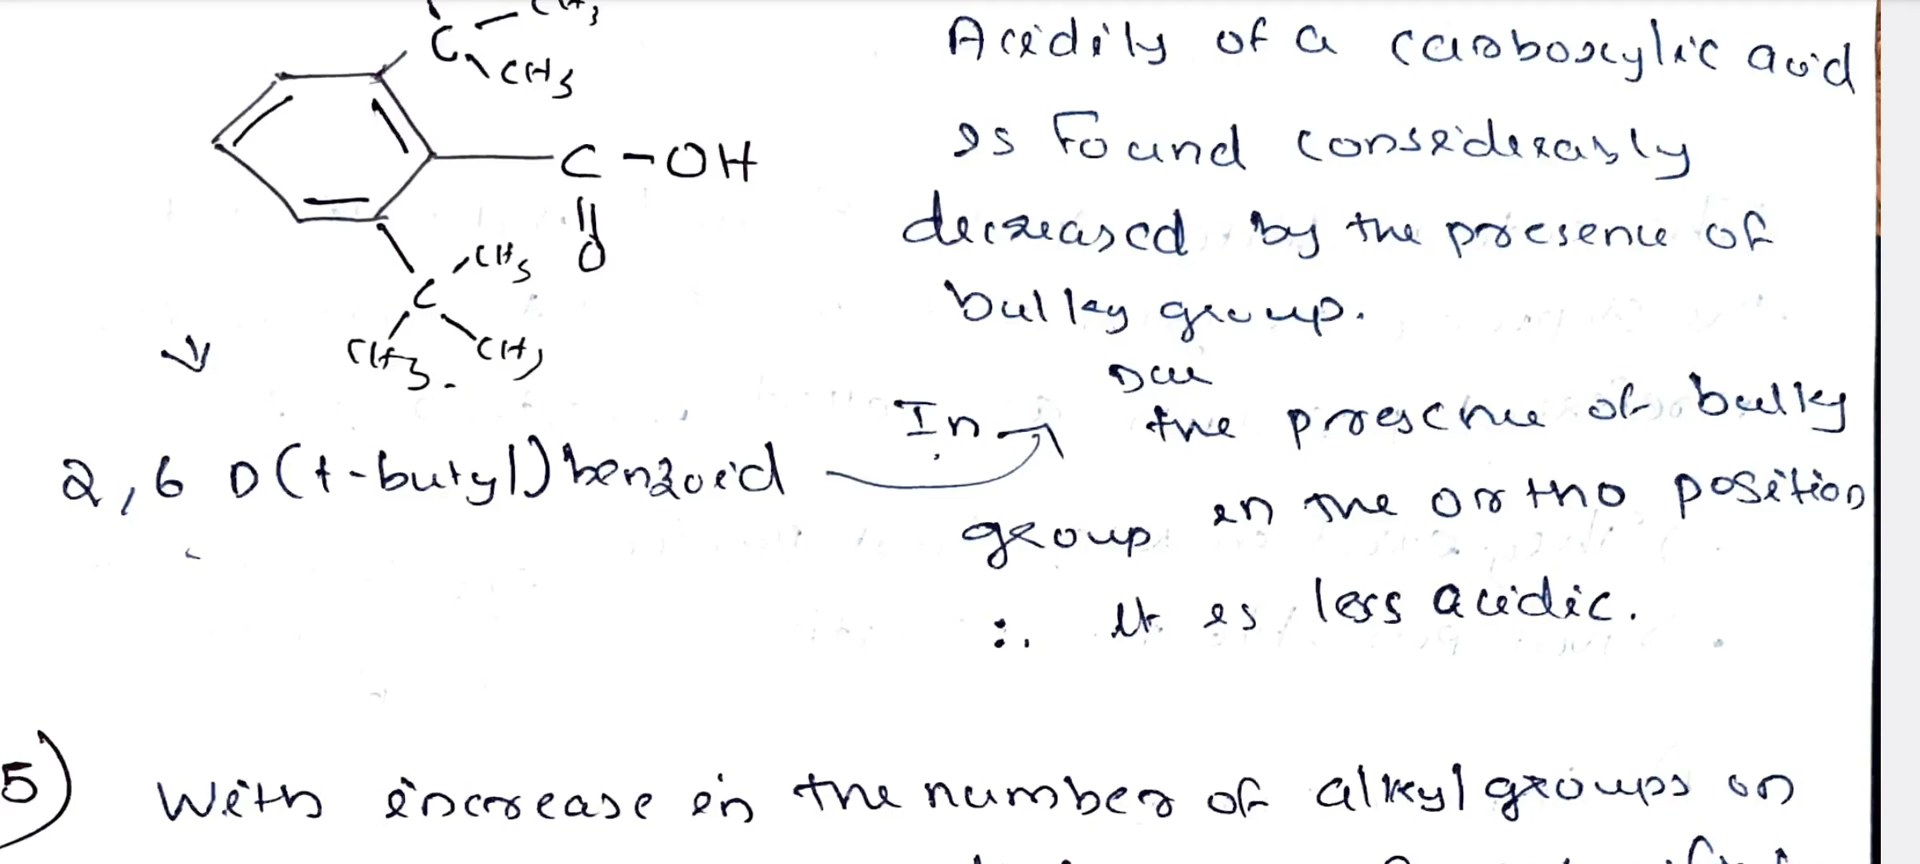 C CH3
CH3
C - OH
O
CH3
C
CH3. CH3
Acidity of a carboxylic acid
is Found considerably
decreased by the presence of
bulky group.
2,6 D(t-butyl) benzoid
In Due the presence of bulky
group in the ortho position
∴ It is less acidic.
5) With increase in the number of alkyl groups on